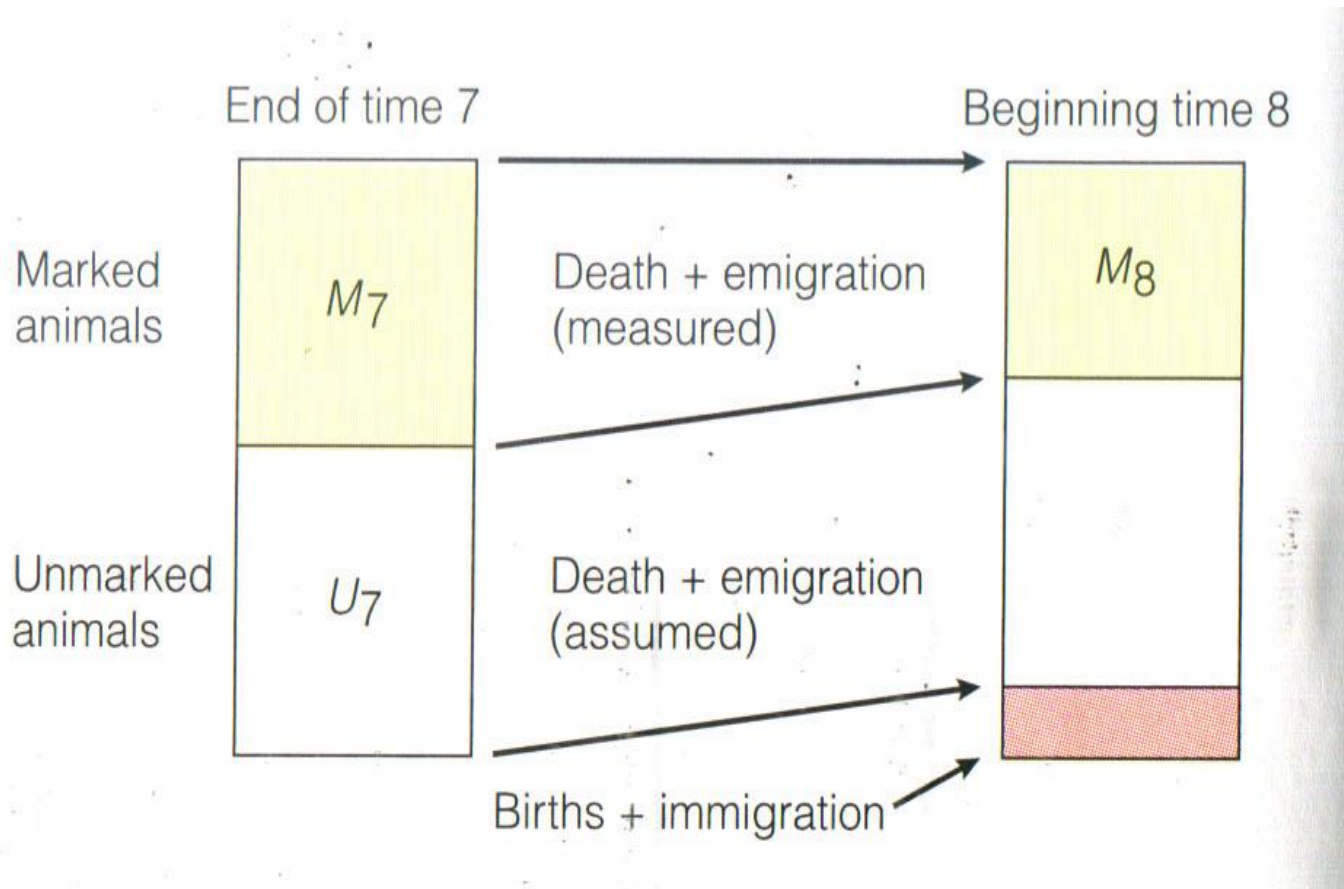 End of time 7
Beginning time 8
Marked
animals
M7
Death + emigration
(measured)
M8
Unmarked
animals
U7
Death + emigration
(assumed)
Births + immigration